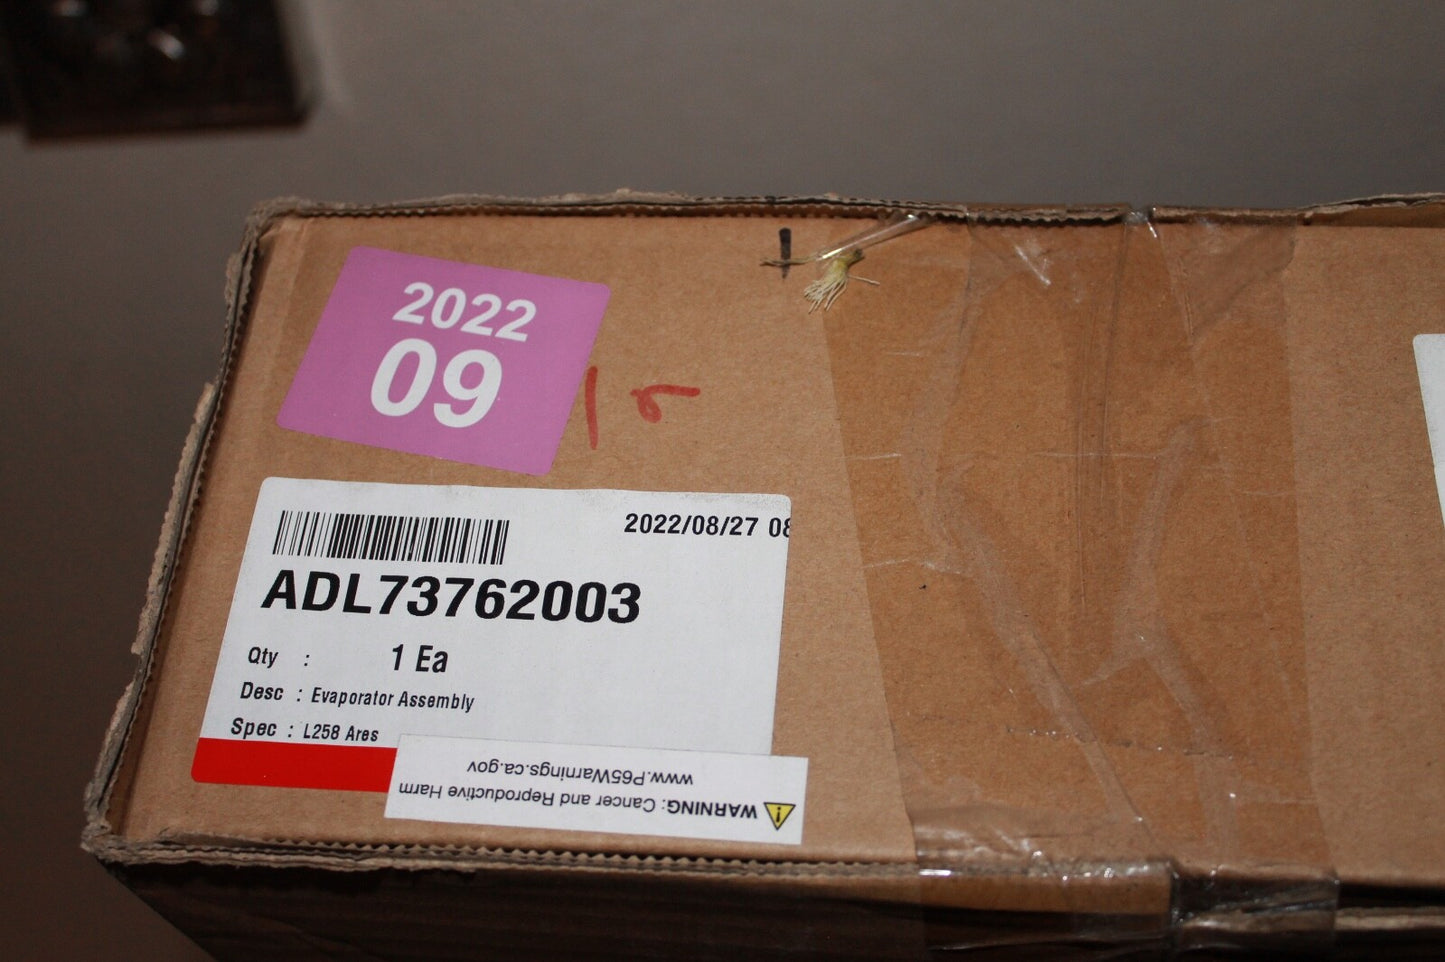 2022
09
2022/08/27 08
ADL73762003
Qty : 1 Ea
Desc : Evaporator Assembly
Spec : L258 Ares
WARNING: Cancer and Reproductive Harm
www.P65Warnings.ca.gov